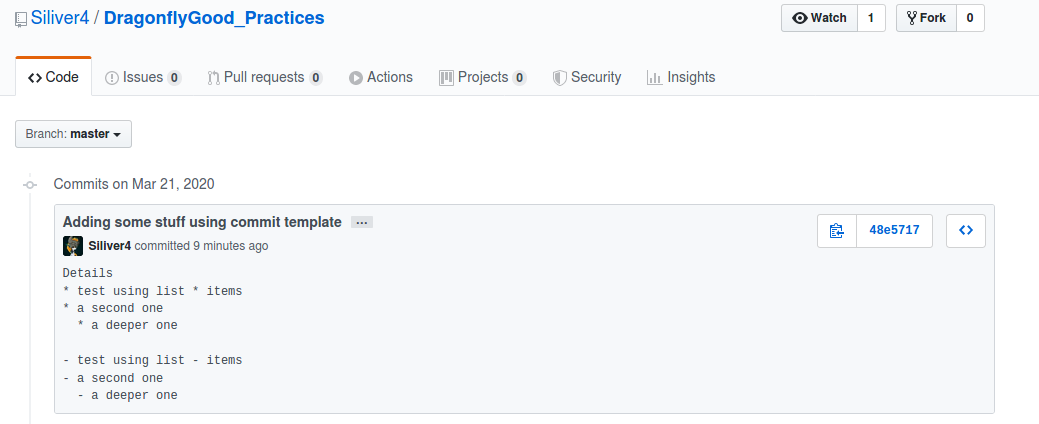 Siliver4 / DragonflyGood_Practices
Watch 1 Fork 0
Code Issues 0 Pull requests 0 Actions Projects 0 Security Insights
Branch: master
Commits on Mar 21, 2020
Adding some stuff using commit template ...
Siliver4 committed 9 minutes ago
48e5717
Details
* test using list * items
* a second one
  * a deeper one
- test using list - items
- a second one
  - a deeper one